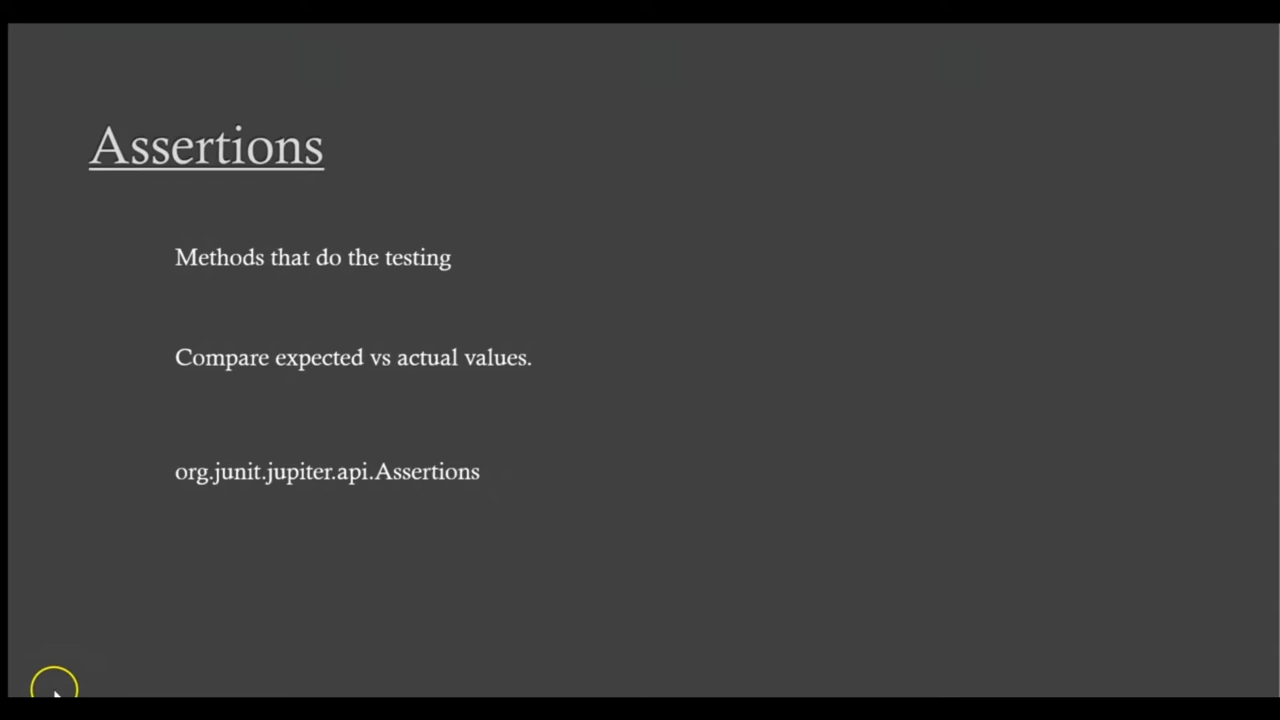 Assertions
Methods that do the testing
Compare expected vs actual values.
org.junit.jupiter.api.Assertions